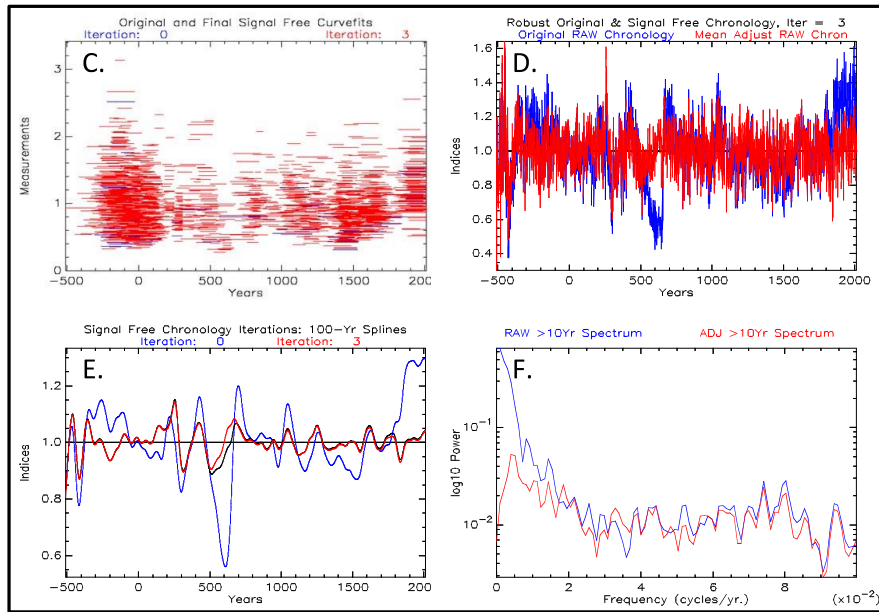 Original and Final Signal Free Curvefits
Iteration: 0 Iteration: 3
C.
3
2
1
0
Measurements
-500 0 500 1000 1500 200
Years
Robust Original & Signal Free Chronology, Iter = 3
Original RAW Chronology Mean Adjust RAW Chron
D.
1.6
1.4
1.2
1.0
0.8
0.6
0.4
Indices
-500 0 500 1000 1500 2000
Years
Signal Free Chronology Iterations: 100-Yr Splines
Iteration: 0 Iteration: 3
E.
1.2
1.0
0.8
0.6
Indices
-500 0 500 1000 1500 200
Years
RAW >10Yr Spectrum ADJ >10Yr Spectrum
F.
10-1
10-2
log10 Power
0 2 4 6 8
Frequency (cycles/yr.) (×10-2)